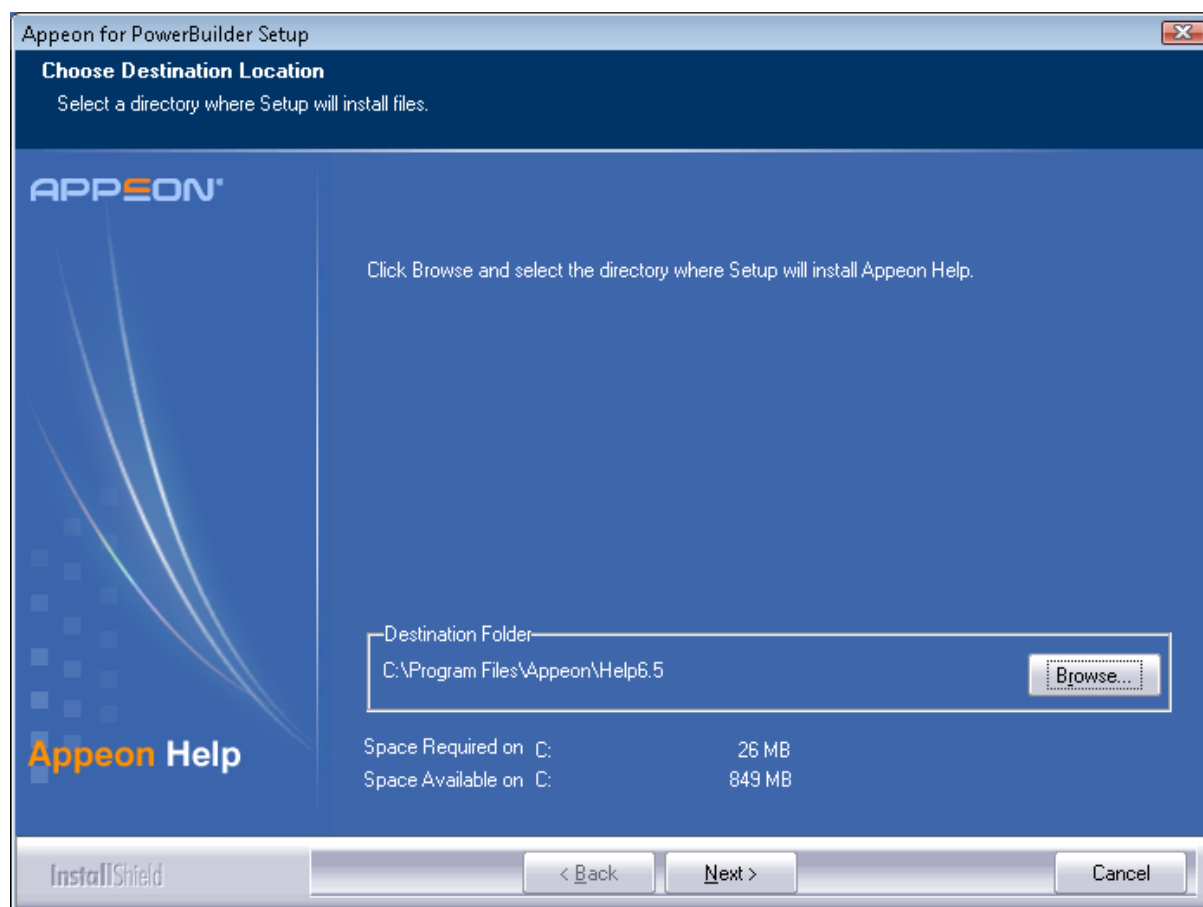 Appeon for PowerBuilder Setup
Choose Destination Location
Select a directory where Setup will install files.
APPEON®
Click Browse and select the directory where Setup will install Appeon Help.
Destination Folder
C:\Program Files\Appeon\Help6.5
Browse...
Appeon Help
Space Required on C: 26 MB
Space Available on C: 849 MB
InstallShield
< Back Next > Cancel